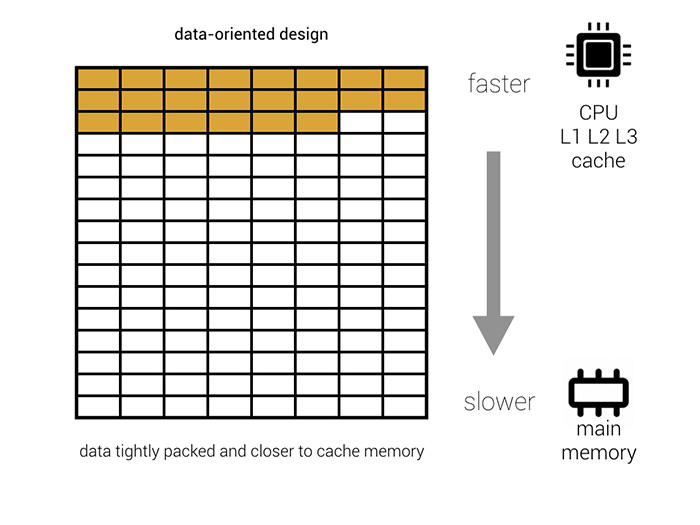 data-oriented design
faster
CPU
L1 L2 L3
cache
slower
main
memory
data tightly packed and closer to cache memory